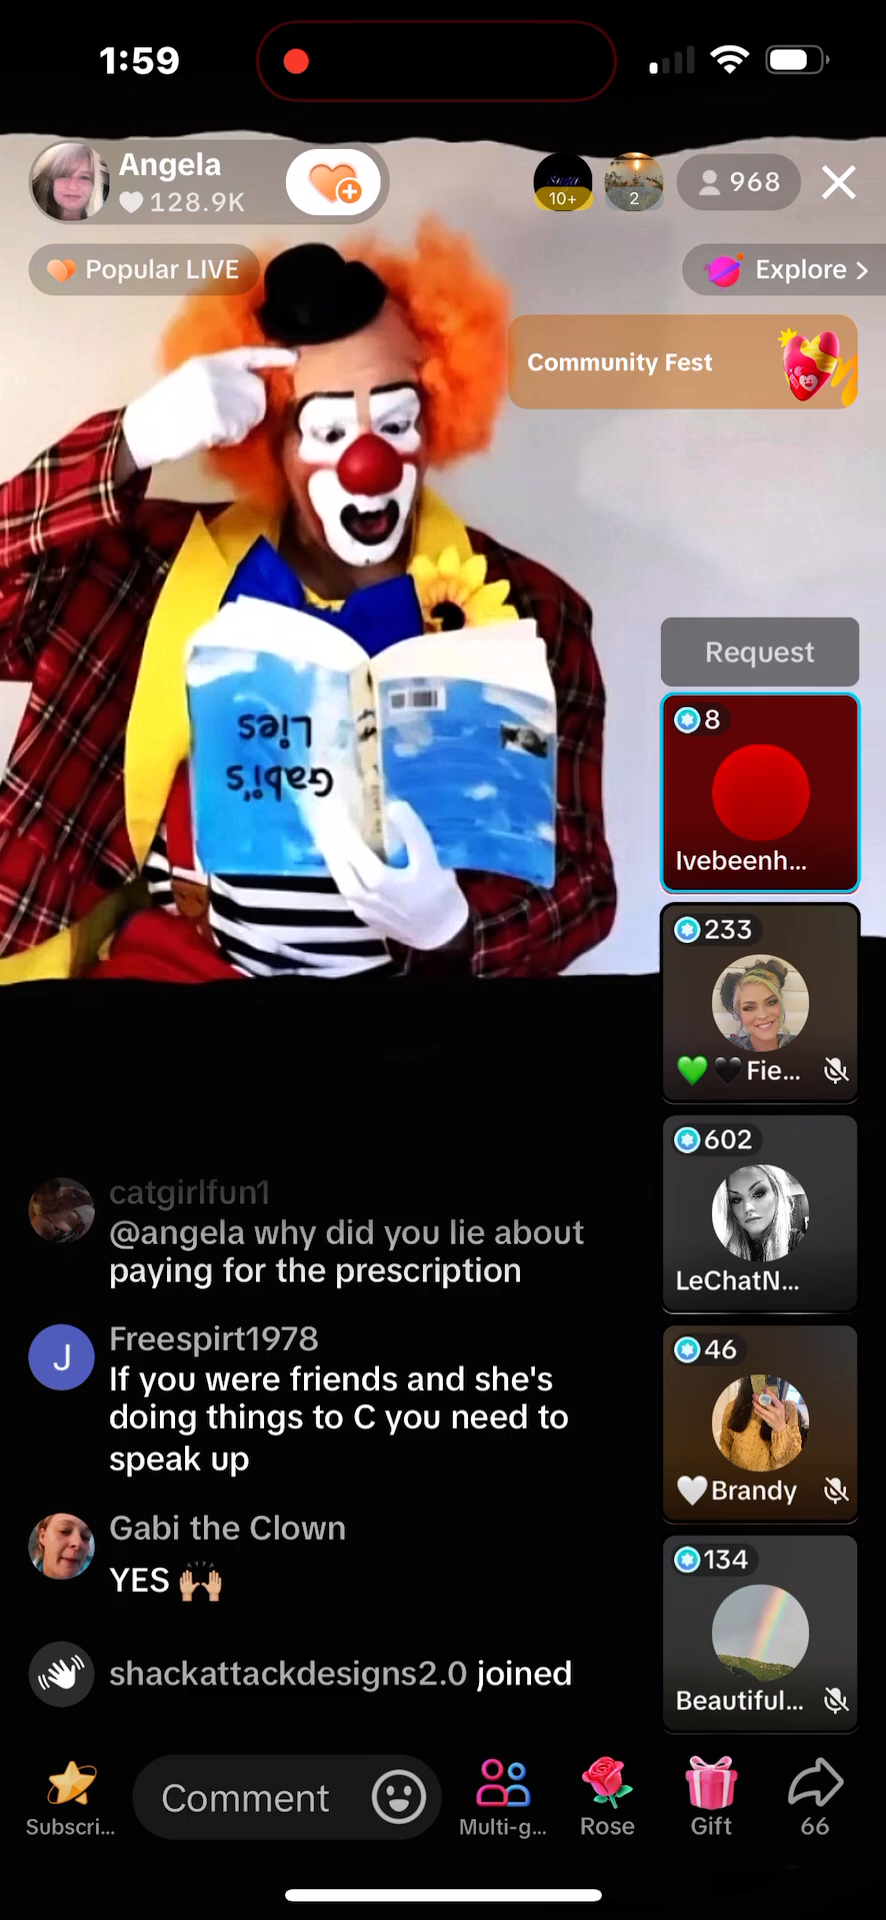 1:59
Angela
128.9K
10+
2
968
Popular LIVE
Explore >
Community Fest
Gabi's
Lies
Request
8
Ivebeenh...
233
💚🖤Fie...
602
LeChatN...
46
🤍Brandy
134
Beautiful...
catgirlfun1
@angela why did you lie about
paying for the prescription
J
Freespirt1978
If you were friends and she's
doing things to C you need to
speak up
Gabi the Clown
YES 🙌🏼
shackattackdesigns2.0 joined
Subscri...
Comment
Multi-g...
Rose
Gift
66